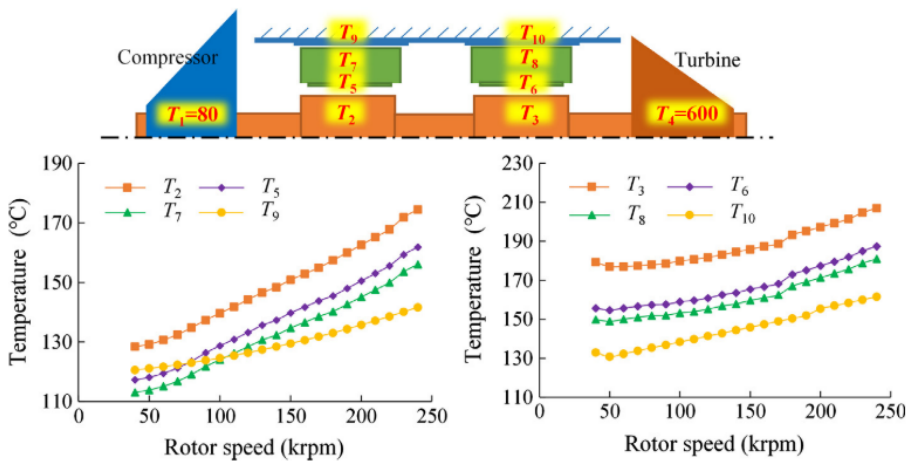 T9 T10
Compressor T7 T8 Turbine
T5 T6
T1=80 T2 T3 T4=600
190
170
150
130
110
0 50 100 150 200 250
Temperature (°C)
Rotor speed (krpm)
T2 T5
T7 T9
230
210
190
170
150
130
110
0 50 100 150 200 250
Temperature (°C)
Rotor speed (krpm)
T3 T6
T8 T10